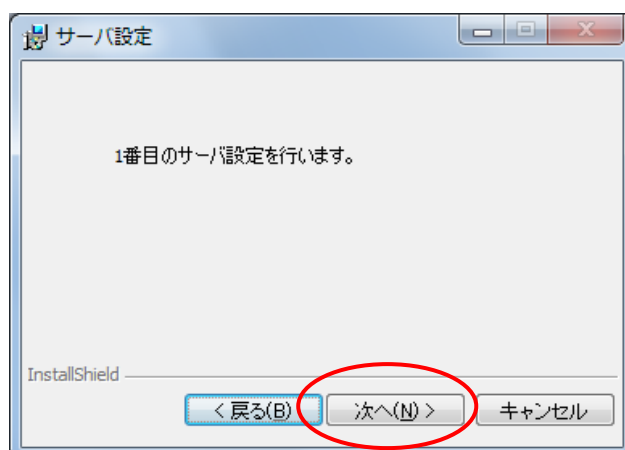 サーバ設定
1番目のサーバ設定を行います。
InstallShield
< 戻る(B)
次へ(N) >
キャンセル